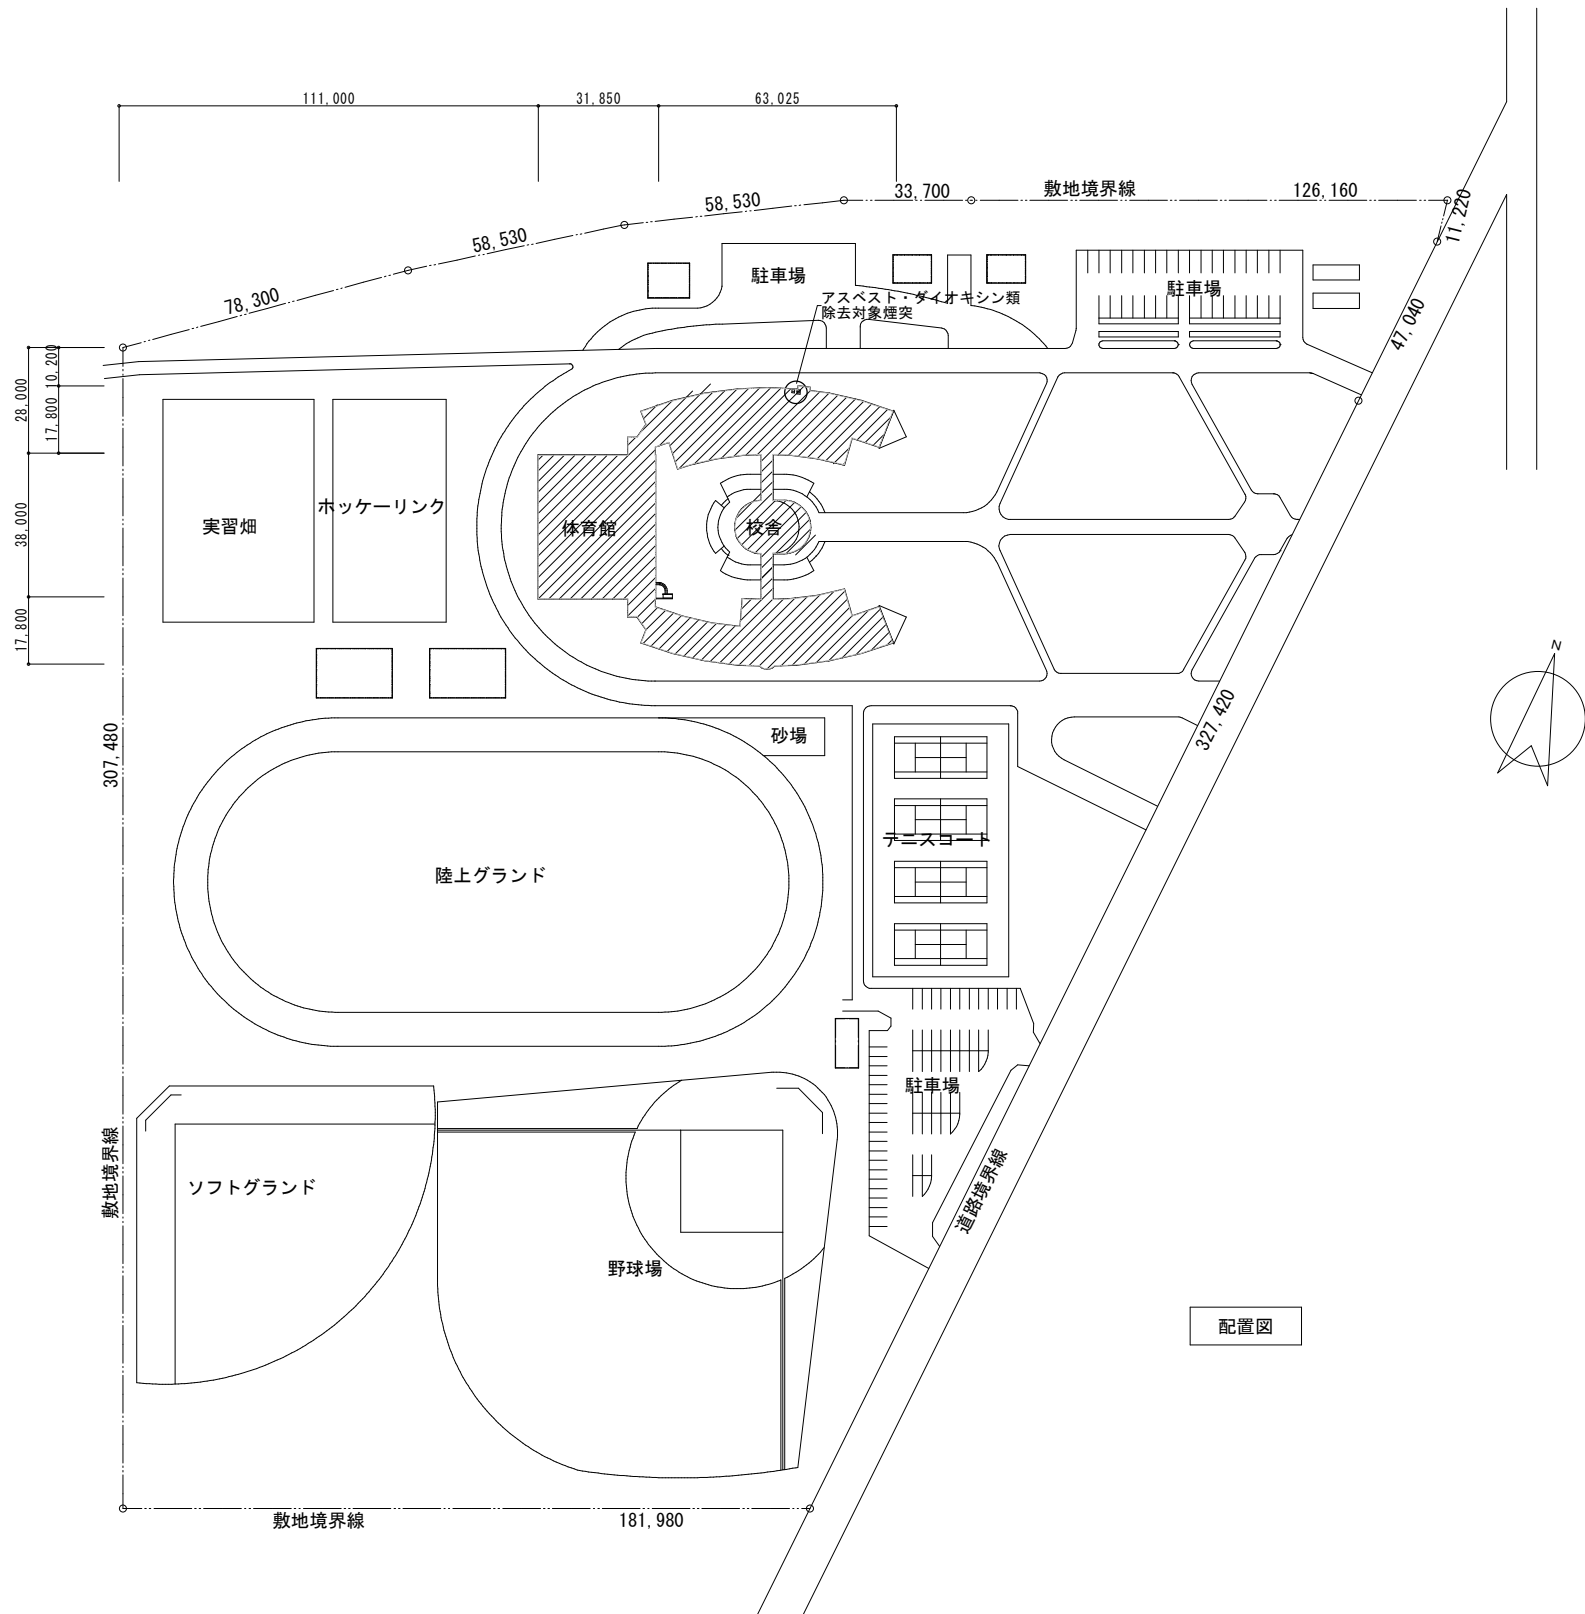 111,000
31,850
63,025
78,300
58,530
58,530
33,700
敷地境界線
126,160
11,220
駐車場
駐車場
アスベスト・ダイオキシン類
除去対象煙突
47,040
28,000
10,200
17,800
38,000
17,800
実習畑
ホッケーリンク
体育館
校舎
N
307,480
327,420
砂場
テニスコート
陸上グランド
駐車場
敷地境界線
道路境界線
ソフトグランド
野球場
配置図
敷地境界線
181,980